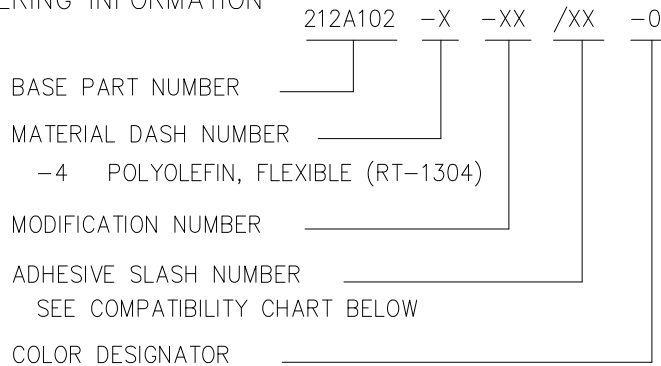 INFORMATION
212A102 -X -XX /XX -0
BASE PART NUMBER
MATERIAL DASH NUMBER
-4 POLYOLEFIN, FLEXIBLE (RT-1304)
MODIFICATION NUMBER
ADHESIVE SLASH NUMBER
SEE COMPATIBILITY CHART BELOW
COLOR DESIGNATOR